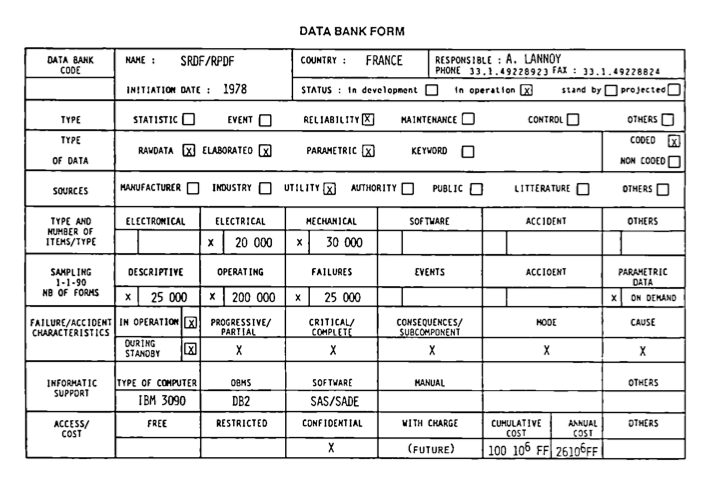 DATA BANK FORM
DATA BANK CODE
NAME : SRDF/RPDF
COUNTRY : FRANCE
RESPONSIBLE : A. LANNOY
PHONE 33.1.49228923 FAX : 33.1.49228824
INITIATION DATE : 1978
STATUS : in development in operation X stand by projected
TYPE STATISTIC EVENT RELIABILITY X MAINTENANCE CONTROL OTHERS
TYPE OF DATA
RAWDATA X ELABORATED X PARAMETRIC X KEYWORD
CODED X
NON CODED
SOURCES MANUFACTURER INDUSTRY UTILITY X AUTHORITY PUBLIC LITTERATURE OTHERS
TYPE AND NUMBER OF ITEMS/TYPE
ELECTRONICAL ELECTRICAL MECHANICAL SOFTWARE ACCIDENT OTHERS
X 20 000 X 30 000
SAMPLING 1-1-90 NB OF FORMS
DESCRIPTIVE OPERATING FAILURES EVENTS ACCIDENT PARAMETRIC DATA
X 25 000 X 200 000 X 25 000 X ON DEMAND
FAILURE/ACCIDENT CHARACTERISTICS
IN OPERATION X PROGRESSIVE/PARTIAL CRITICAL/COMPLETE CONSEQUENCES/SUBCOMPONENT MODE CAUSE
DURING STANDBY X X X X X X
INFORMATIC SUPPORT
TYPE OF COMPUTER DBMS SOFTWARE MANUAL OTHERS
IBM 3090 DB2 SAS/SADE
ACCESS/COST
FREE RESTRICTED CONFIDENTIAL WITH CHARGE CUMULATIVE COST ANNUAL COST OTHERS
X (FUTURE) 100 10⁶ FF 2610⁶FF